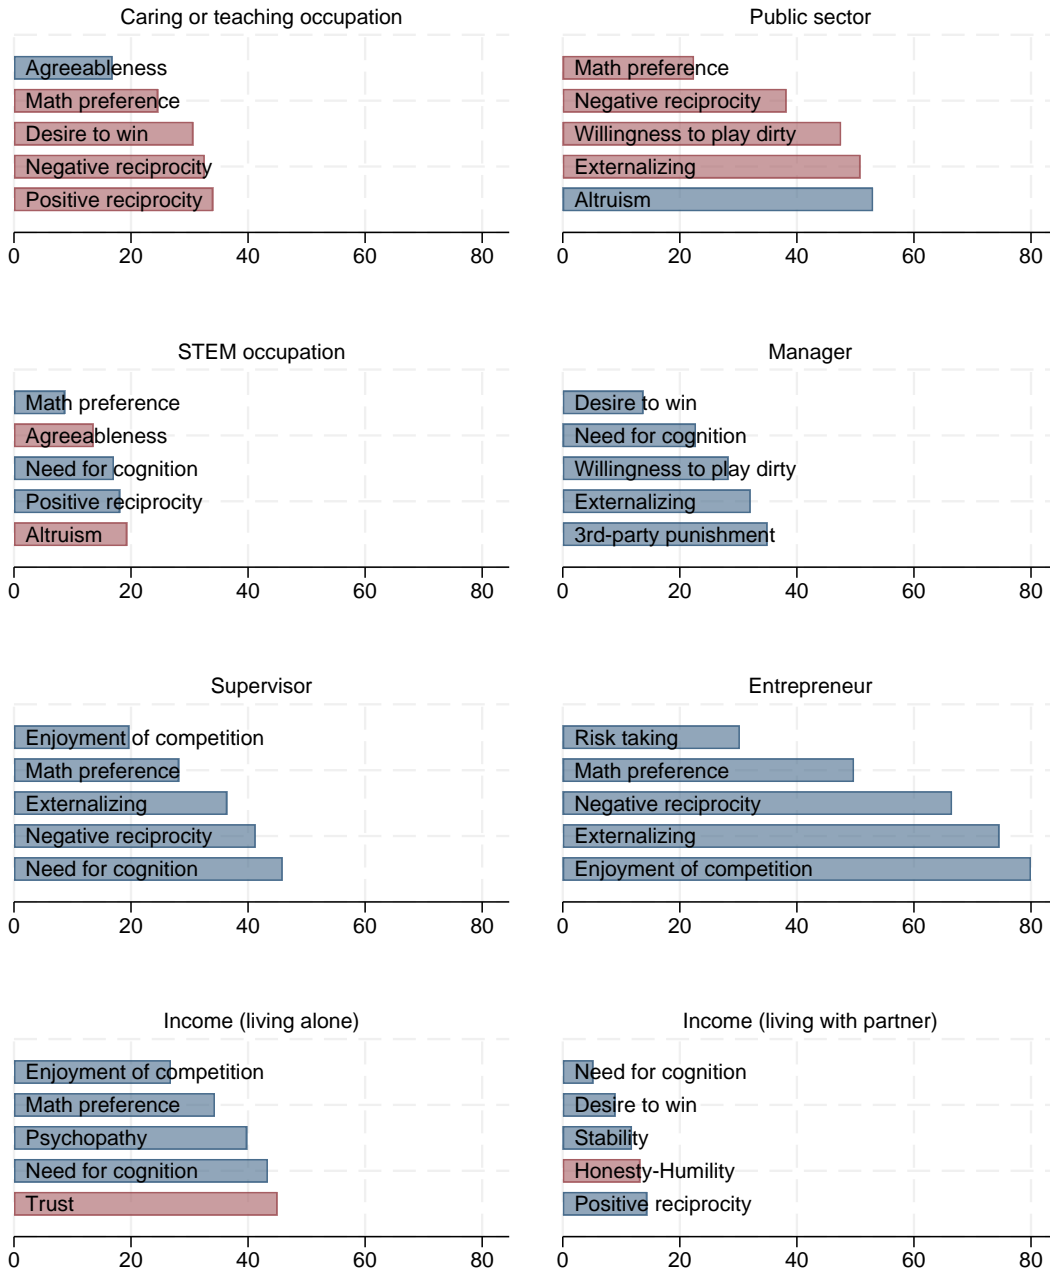 Caring or teaching occupation
Agreeableness
Math preference
Desire to win
Negative reciprocity
Positive reciprocity
0 20 40 60 80
Public sector
Math preference
Negative reciprocity
Willingness to play dirty
Externalizing
Altruism
0 20 40 60 80
STEM occupation
Math preference
Agreeableness
Need for cognition
Positive reciprocity
Altruism
0 20 40 60 80
Manager
Desire to win
Need for cognition
Willingness to play dirty
Externalizing
3rd-party punishment
0 20 40 60 80
Supervisor
Enjoyment of competition
Math preference
Externalizing
Negative reciprocity
Need for cognition
0 20 40 60 80
Entrepreneur
Risk taking
Math preference
Negative reciprocity
Externalizing
Enjoyment of competition
0 20 40 60 80
Income (living alone)
Enjoyment of competition
Math preference
Psychopathy
Need for cognition
Trust
0 20 40 60 80
Income (living with partner)
Need for cognition
Desire to win
Stability
Honesty-Humility
Positive reciprocity
0 20 40 60 80